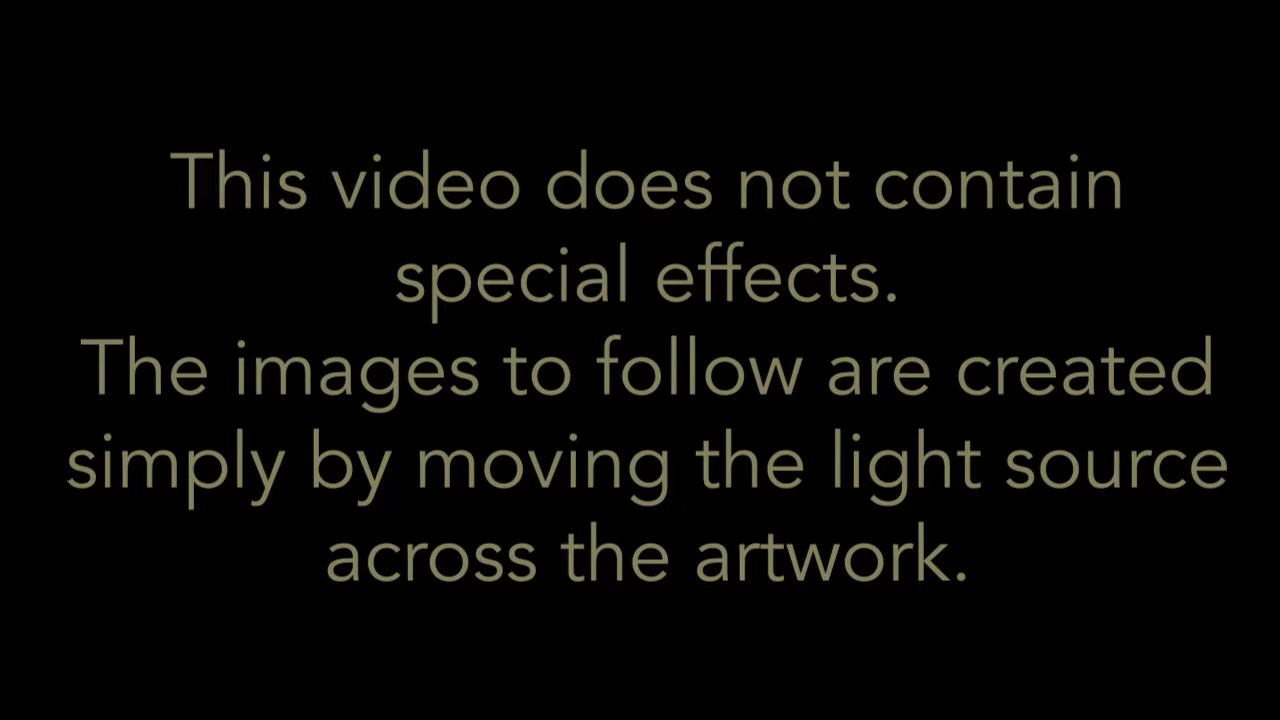 This video does not contain
special effects.
The images to follow are created
simply by moving the light source
across the artwork.